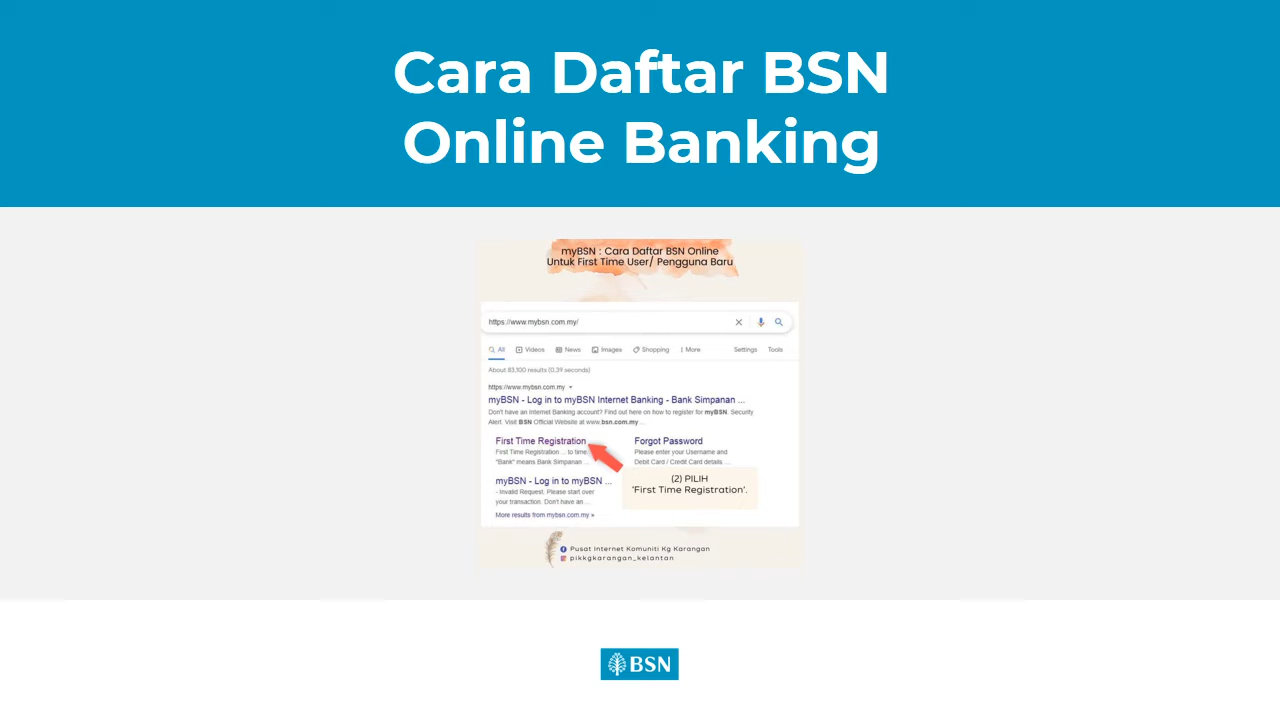 Cara Daftar BSN
Online Banking
myBSN : Cara Daftar BSN Online
Untuk First Time User/ Pengguna Baru
https://www.mybsn.com.my/
All Videos News Images Shopping More Settings Tools
About 83,100 results (0.39 seconds)
https://www.mybsn.com.my
myBSN - Log in to myBSN Internet Banking - Bank Simpanan ...
Don't have an Internet Banking account? Find out here on how to register for myBSN. Security
Alert. Visit BSN Official Website at www.bsn.com.my ...
First Time Registration
First Time Registration ... to time.
"Bank" means Bank Simpanan ...
Forgot Password
Please enter your Username and
Debit Card / Credit Card details ...
myBSN - Log in to myBSN ...
- Invalid Request. Please start over
your transaction. Don't have an ...
More results from mybsn.com.my »
(2) PILIH
'First Time Registration'.
Pusat Internet Komuniti Kg Karangan
pikkgkarangan_kelantan
BSN